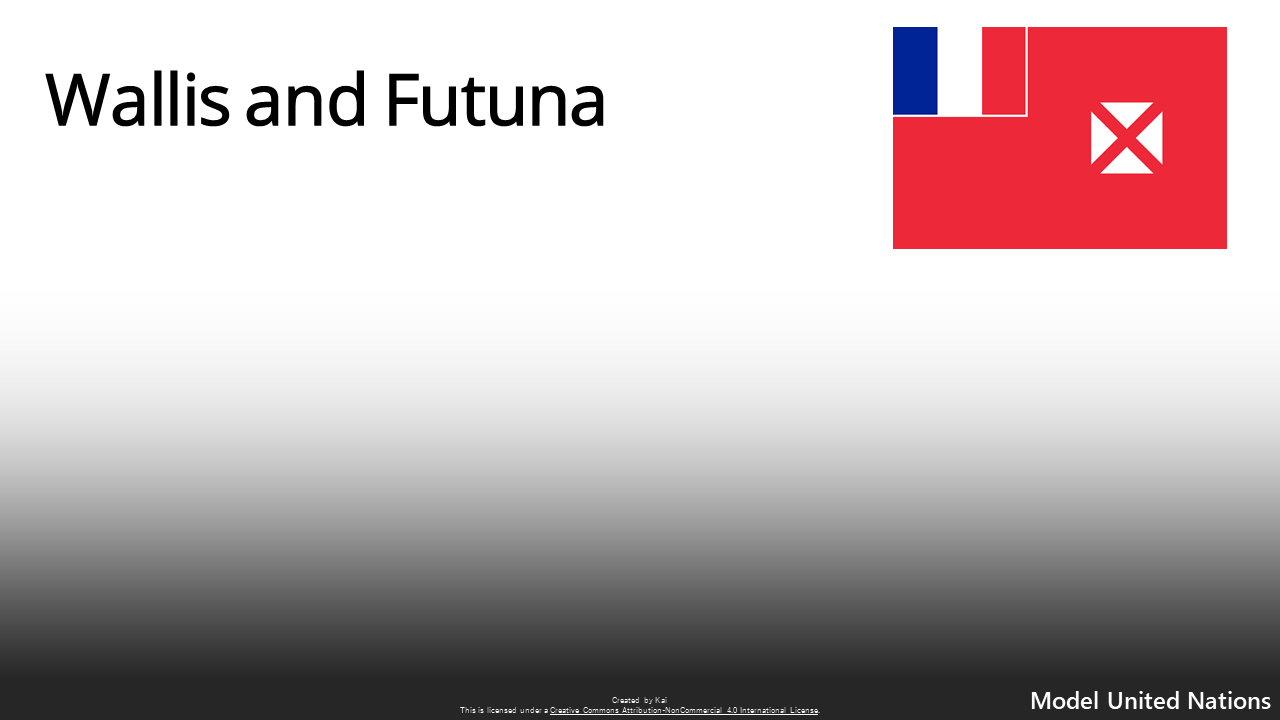 Wallis and Futuna
Created by Kai
This is licensed under a Creative Commons Attribution-NonCommercial 4.0 International License.
Model United Nations